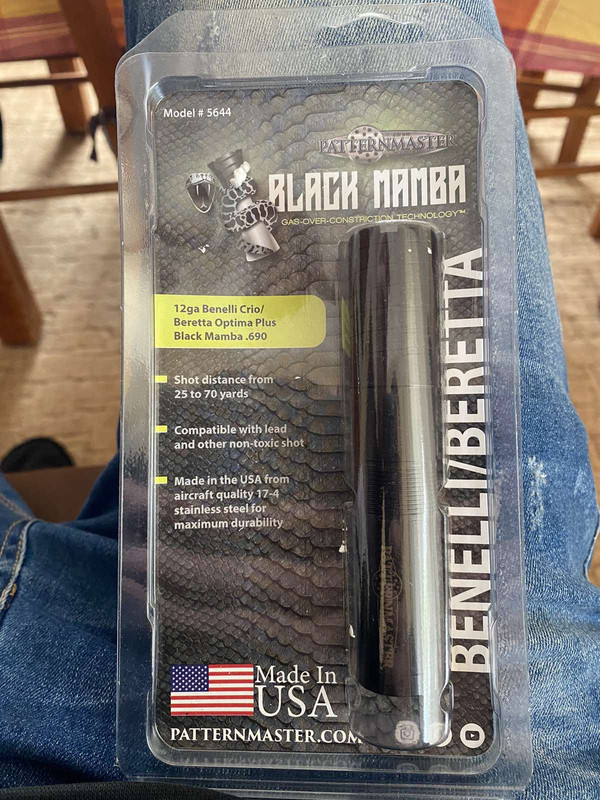 Model # 5644
PATTERNMASTER
BLACK MAMBA
GAS-OVER-CONSTRICTION TECHNOLOGY™
12ga Benelli Crio/
Beretta Optima Plus
Black Mamba .690
Shot distance from
25 to 70 yards
Compatible with lead
and other non-toxic shot
Made in the USA from
aircraft quality 17-4
stainless steel for
maximum durability
BENELLI/BERETTA
PATTERNMASTER
Made In
USA
PATTERNMASTER.COM